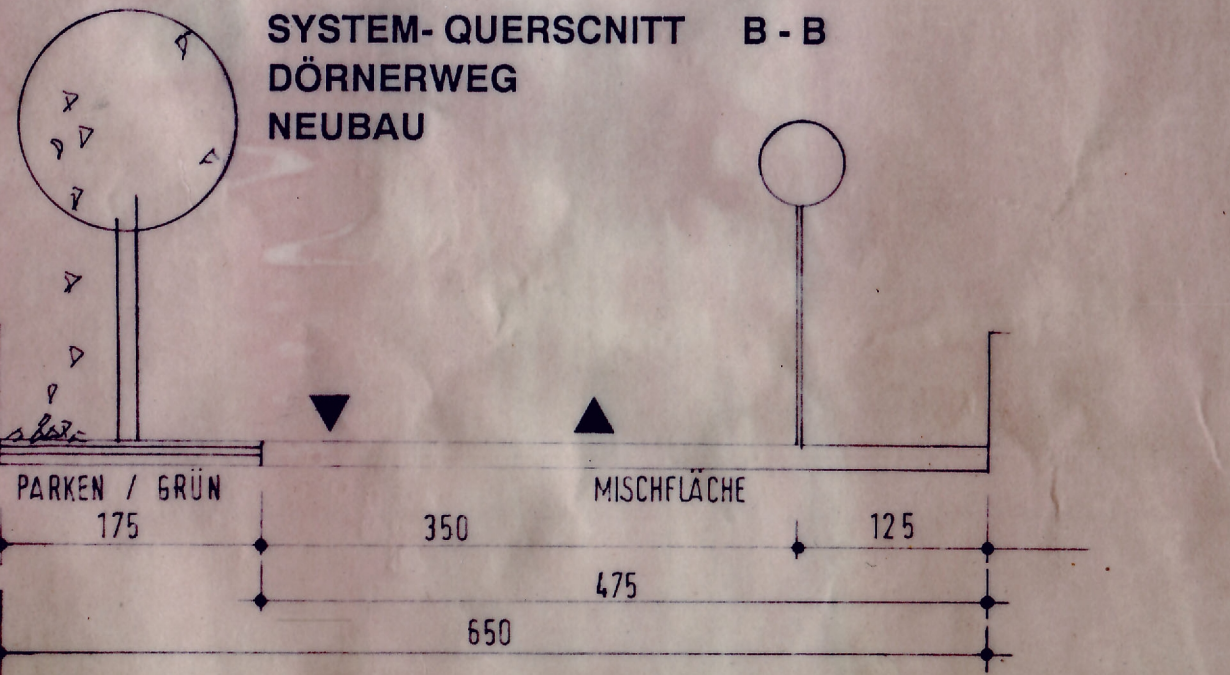 SYSTEM- QUERSCNITT B - B
DÖRNERWEG
NEUBAU
PARKEN / GRÜN MISCHFLÄCHE
175 350 125
475
650